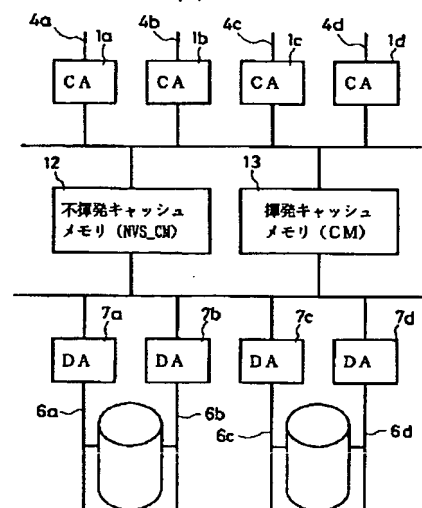 4a 4b 4c 4d
1a 1b 1c 1d
CA CA CA CA
12 13
不揮発キャッシュ
メモリ(NVS_CM)
揮発キャッシュ
メモリ(CM)
7a 7b 7c 7d
DA DA DA DA
6a 6b 6c 6d